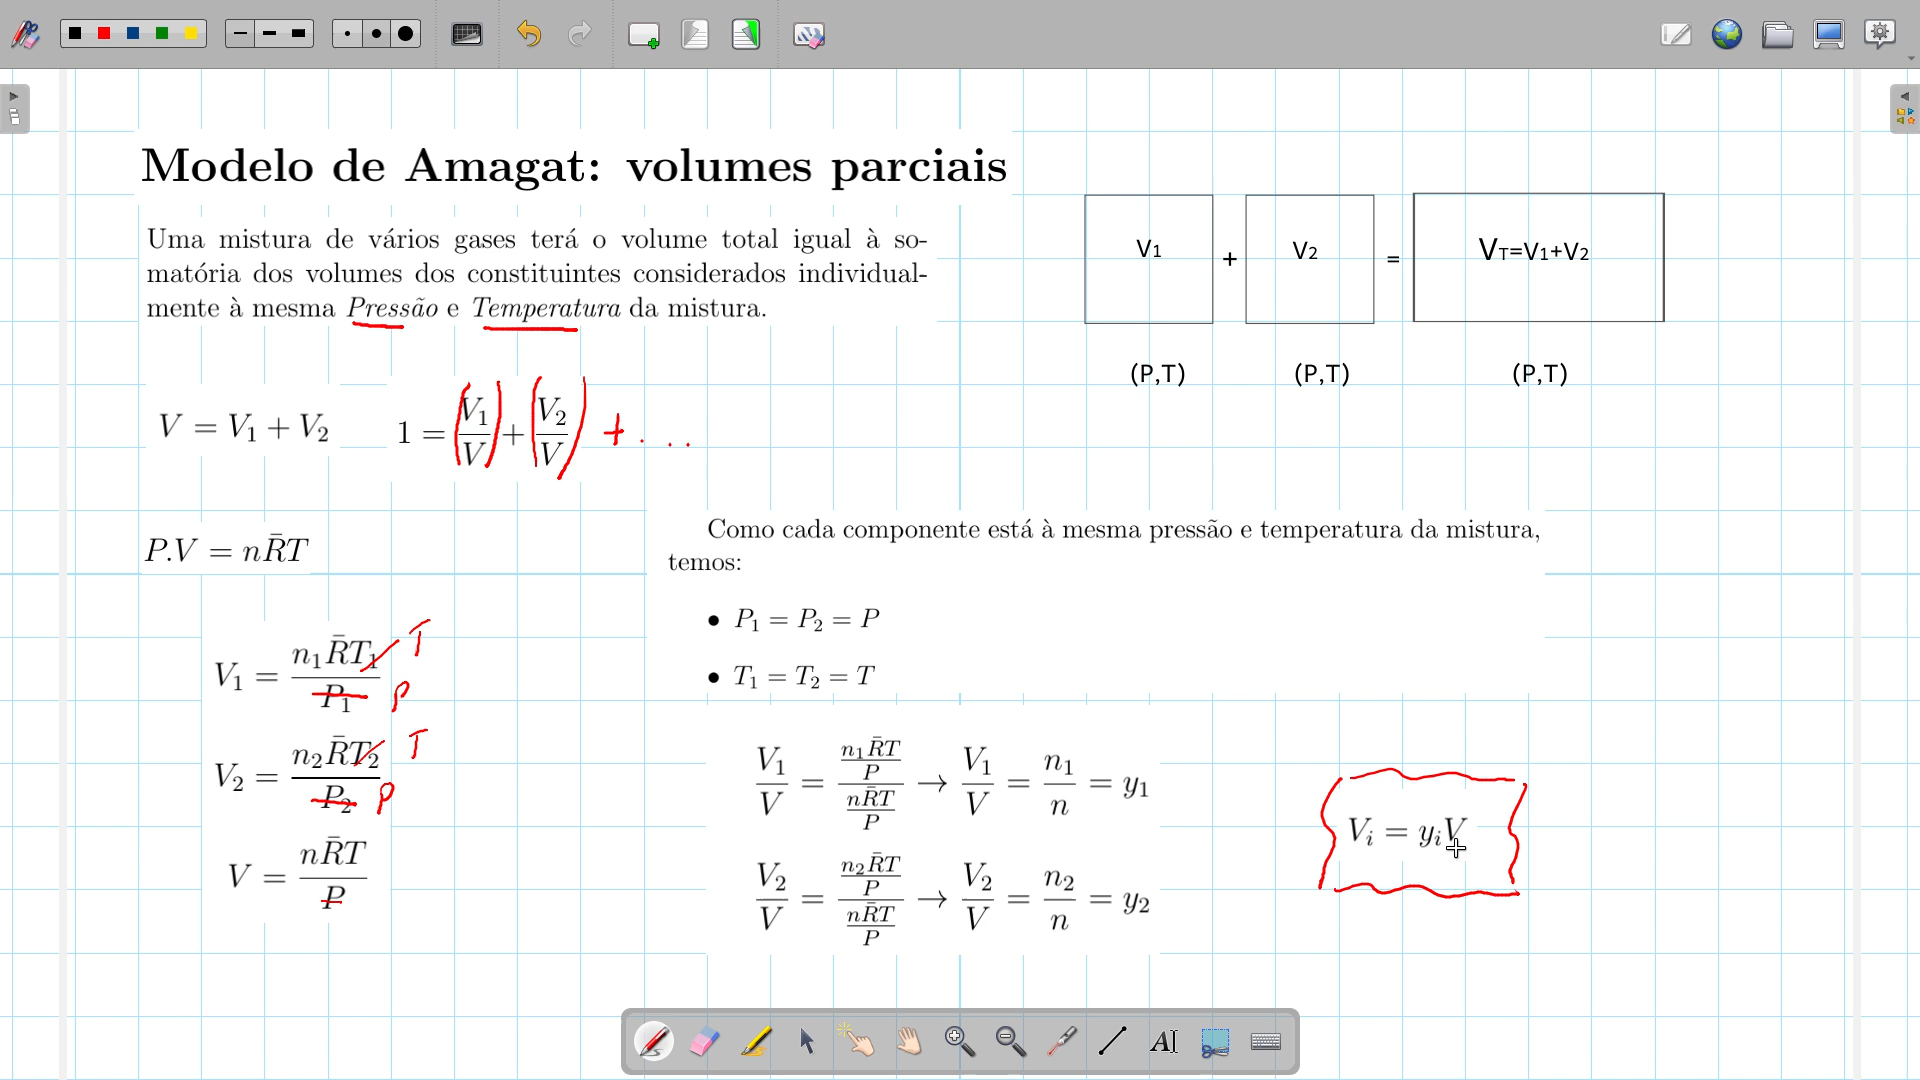 Modelo de Amagat: volumes parciais
Uma mistura de vários gases terá o volume total igual à so-
matória dos volumes dos constituintes considerados individual-
mente à mesma Pressão e Temperatura da mistura.
V1 + V2 = VT=V1+V2
(P,T) (P,T) (P,T)
V = V₁ + V₂
1 = (V₁/V) + (V₂/V) + ...
P.V = nR̄T
V₁ = n₁R̄T₁/P₁ T P
V₂ = n₂R̄T₂/P₂ T P
V = nR̄T/P
Como cada componente está à mesma pressão e temperatura da mistura,
temos:
• P₁ = P₂ = P
• T₁ = T₂ = T
V₁/V = (n₁R̄T/P)/(nR̄T/P) → V₁/V = n₁/n = y₁
V₂/V = (n₂R̄T/P)/(nR̄T/P) → V₂/V = n₂/n = y₂
Vᵢ = yᵢV
AI